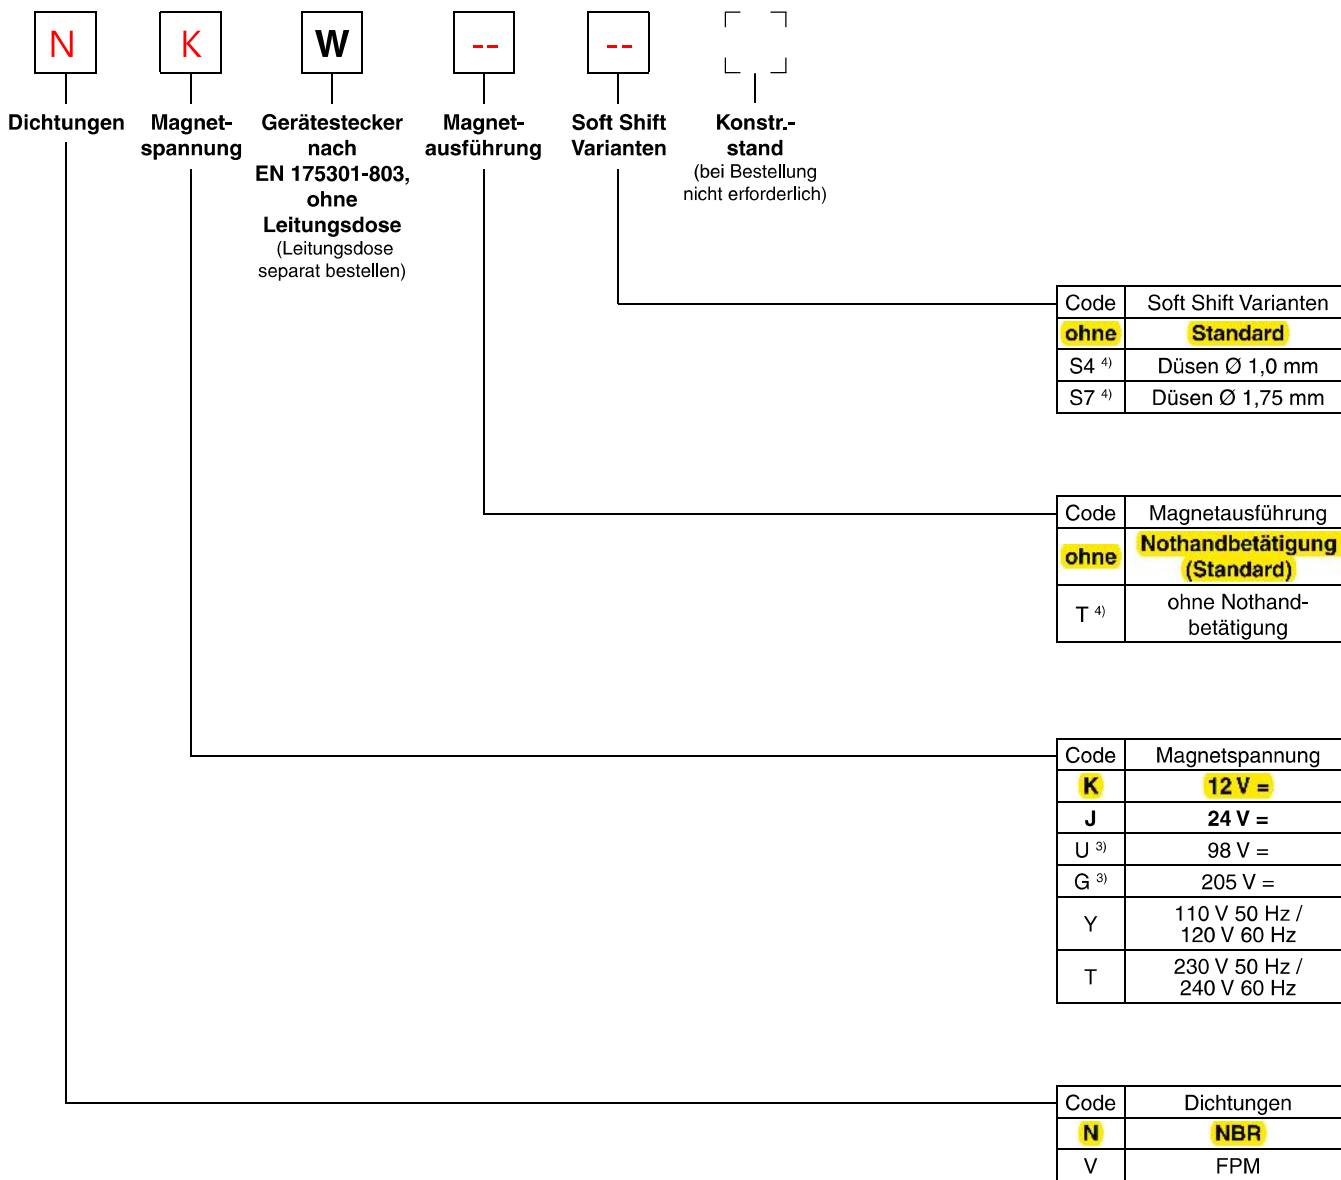 N K W -- --
Dichtungen
Magnet-
spannung
Gerätestecker
nach
EN 175301-803,
ohne
Leitungsdose
(Leitungsdose
separat bestellen)
Magnet-
ausführung
Soft Shift
Varianten
Konstr.-
stand
(bei Bestellung
nicht erforderlich)
Code Soft Shift Varianten
ohne Standard
S4 4) Düsen Ø 1,0 mm
S7 4) Düsen Ø 1,75 mm
Code Magnetausführung
ohne Nothandbetätigung
(Standard)
T 4) ohne Nothand-
betätigung
Code Magnetspannung
K 12 V =
J 24 V =
U 3) 98 V =
G 3) 205 V =
Y 110 V 50 Hz /
120 V 60 Hz
T 230 V 50 Hz /
240 V 60 Hz
Code Dichtungen
N NBR
V FPM